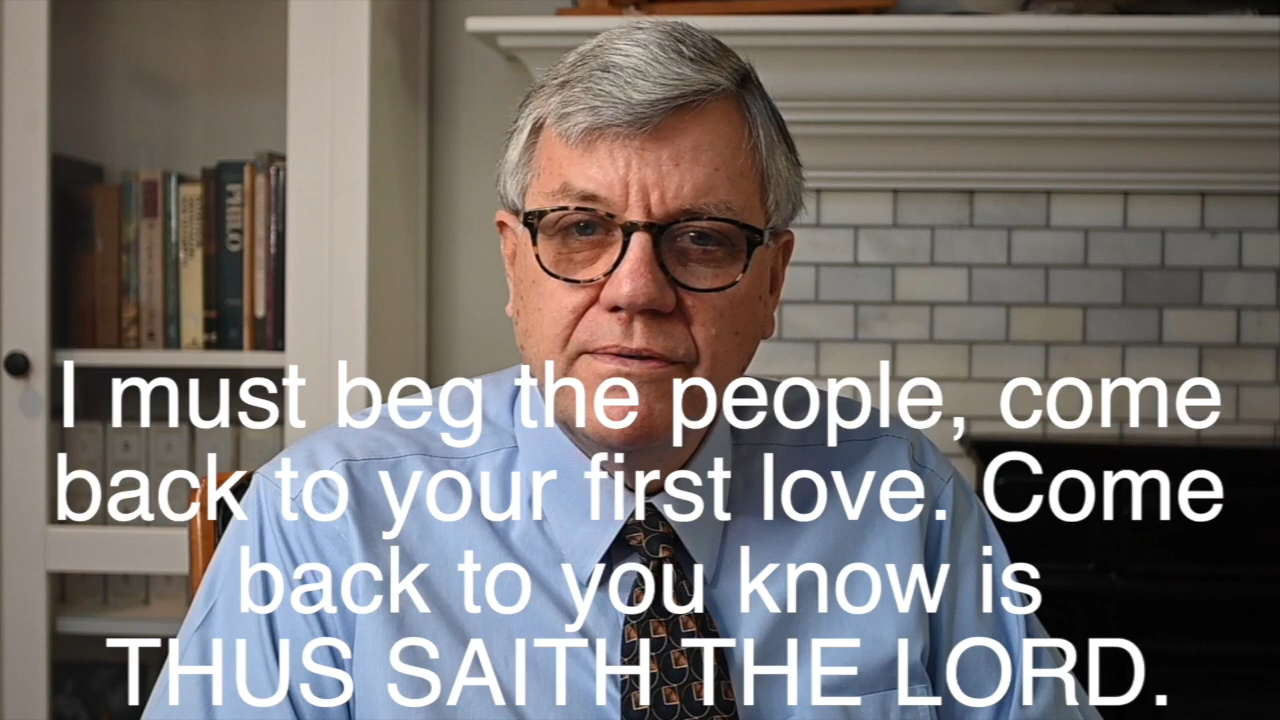 PHILO
I must beg the people, come
back to your first love. Come
back to you know is
THUS SAITH THE LORD.